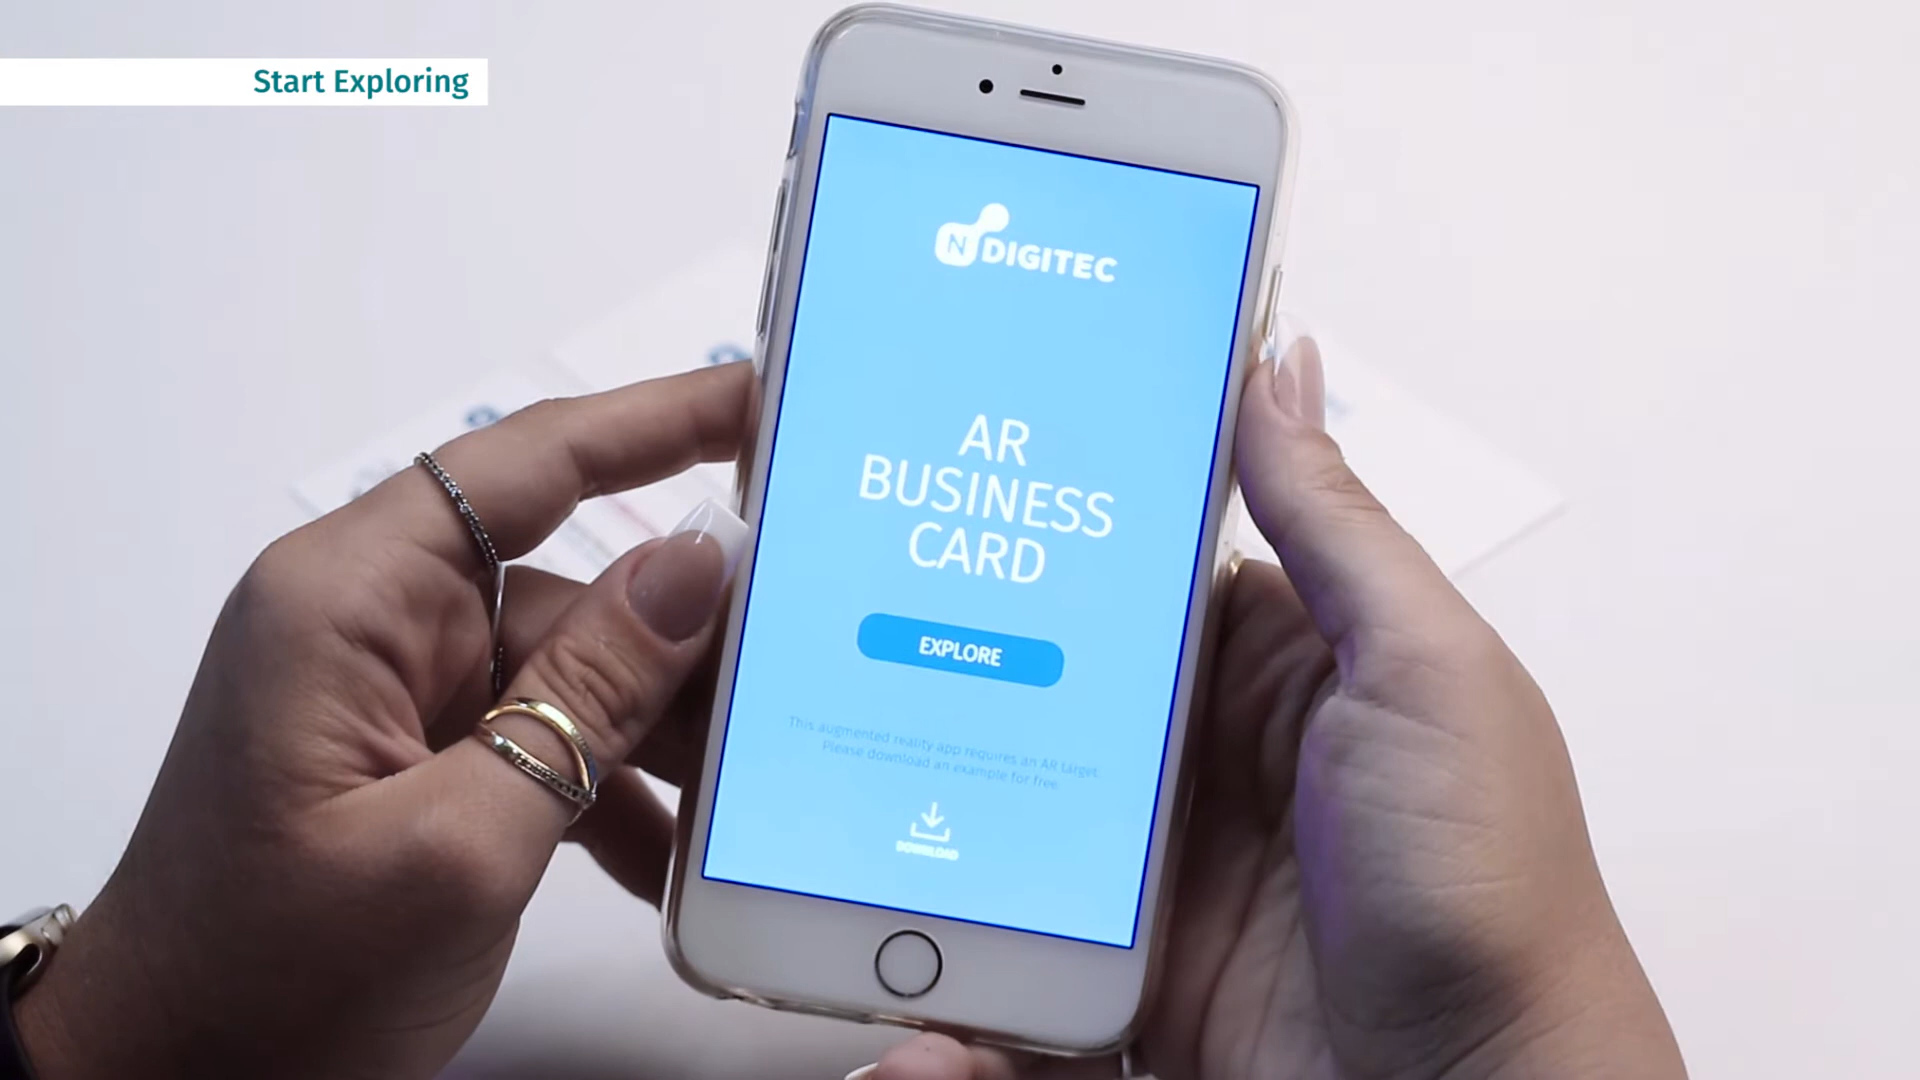 Start Exploring
N DIGITEC
AR
BUSINESS
CARD
EXPLORE
This augmented reality app requires an AR target.
Please download an example for free.
DOWNLOAD